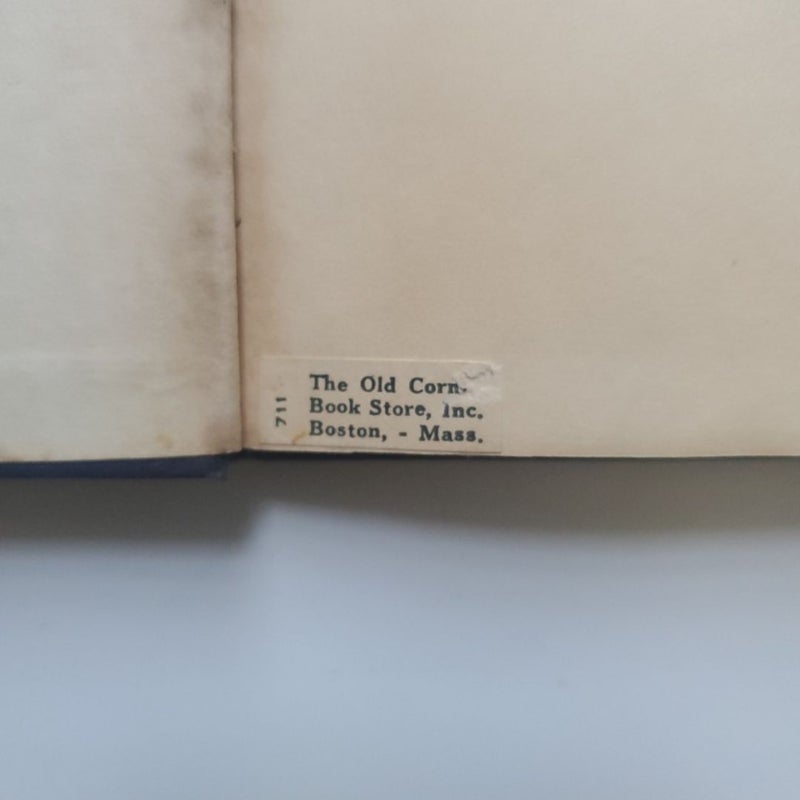 The Old Corn
Book Store, Inc.
Boston, - Mass.
711